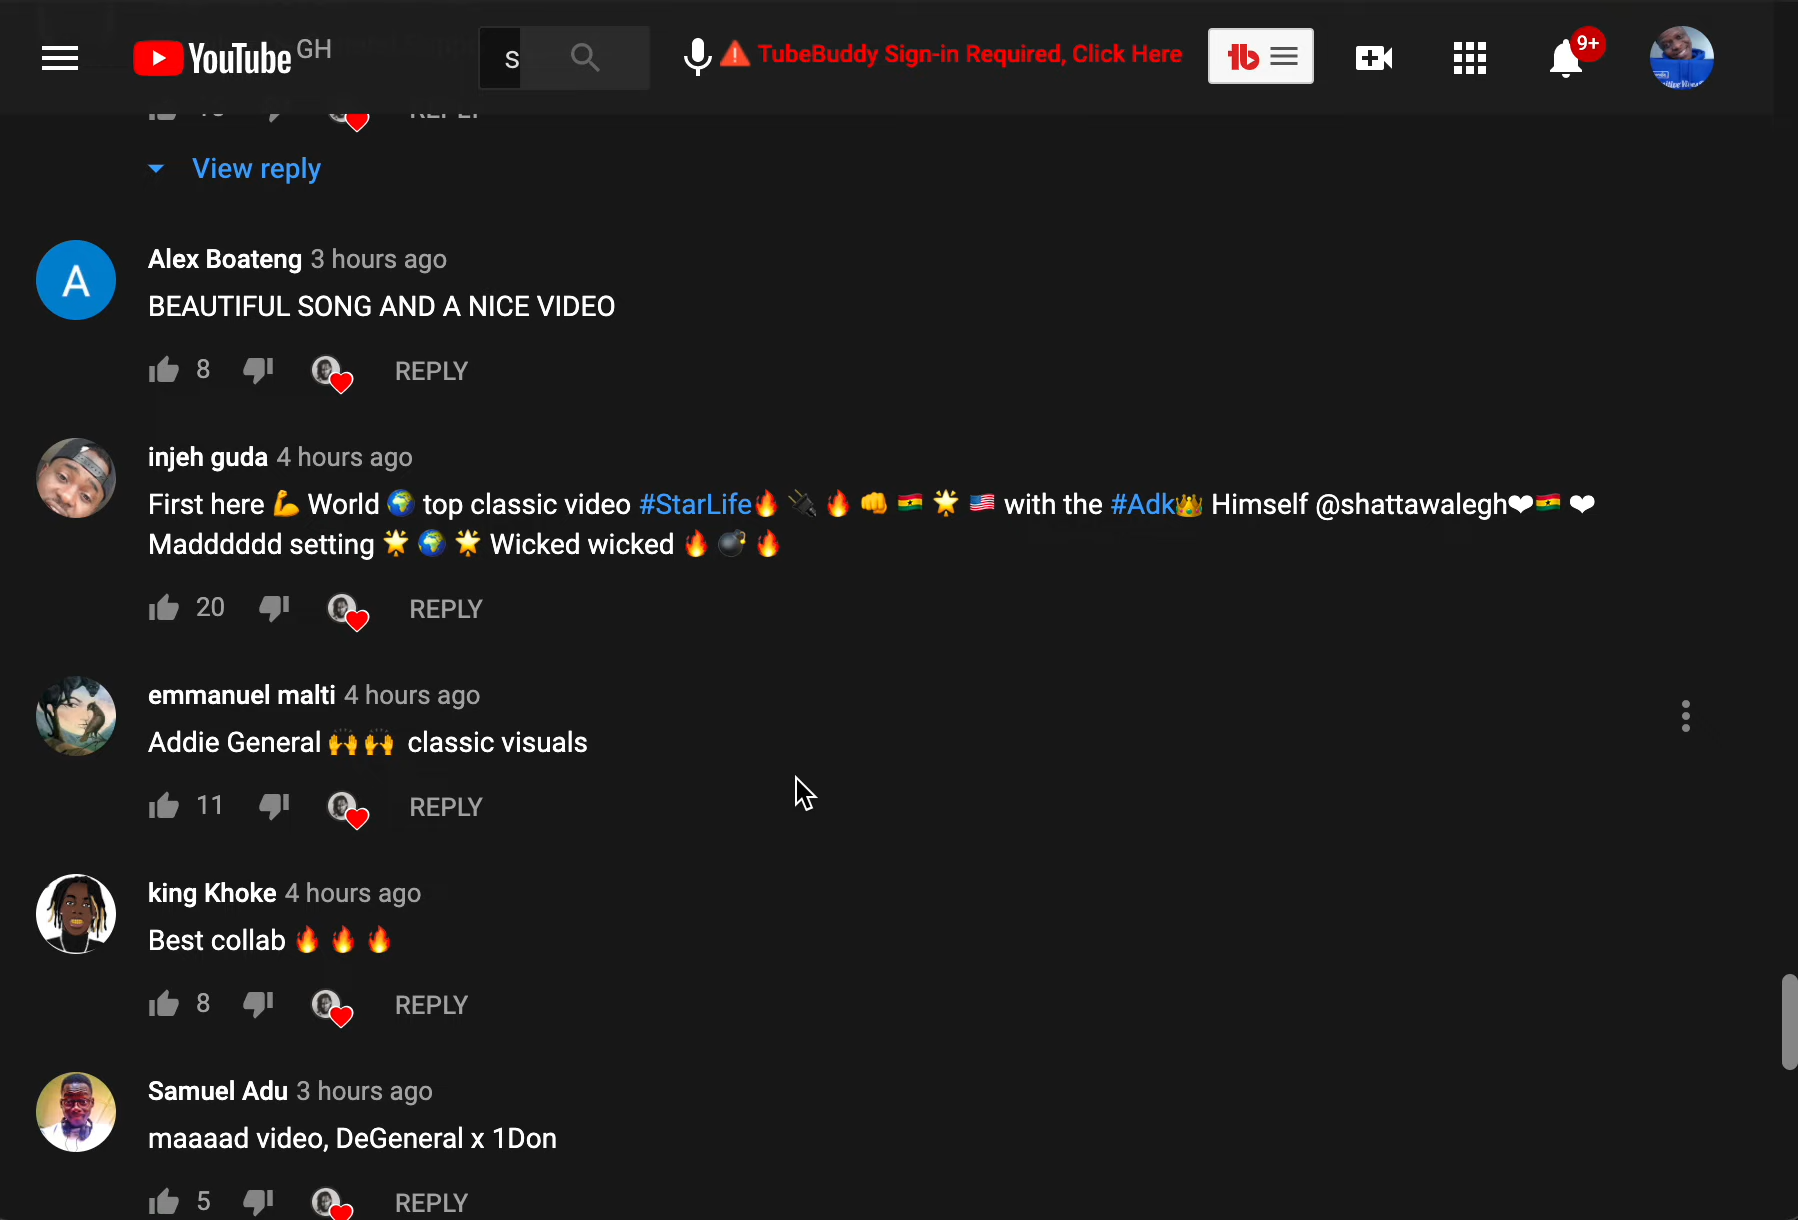 YouTube GH
s
TubeBuddy Sign-in Required, Click Here
tb
9+
REPLY
View reply
Alex Boateng 3 hours ago
BEAUTIFUL SONG AND A NICE VIDEO
8 REPLY
injeh guda 4 hours ago
First here 💪 World 🌍 top classic video #StarLife🔥 🔌 🔥 👊 🇬🇭 🌟 🇺🇸 with the #Adk👑 Himself @shattawalegh❤🇬🇭 ❤
Madddddd setting 🌟 🌍 🌟 Wicked wicked 🔥 💣 🔥
20 REPLY
emmanuel malti 4 hours ago
Addie General 🙌 🙌 classic visuals
11 REPLY
king Khoke 4 hours ago
Best collab 🔥 🔥 🔥
8 REPLY
Samuel Adu 3 hours ago
maaaad video, DeGeneral x 1Don
5 REPLY